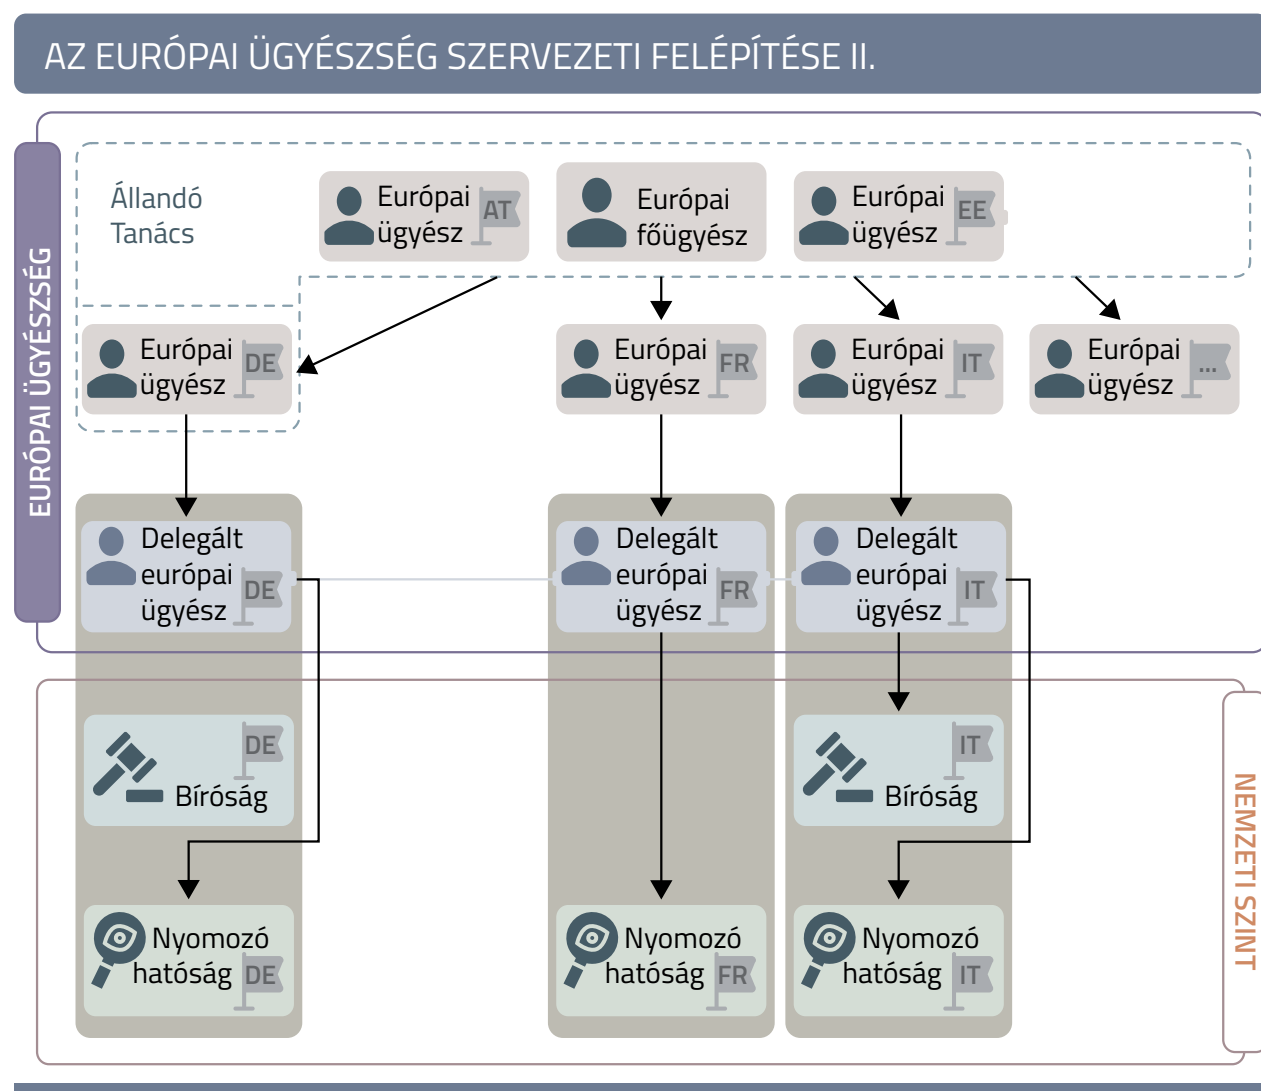 AZ EURÓPAI ÜGYÉSZSÉG SZERVEZETI FELÉPÍTÉSE II.
EURÓPAI ÜGYÉSZSÉG
Állandó
Tanács
Európai
ügyész
AT
Európai
főügyész
Európai
ügyész
EE
Európai
ügyész
DE
Európai
ügyész
FR
Európai
ügyész
IT
Európai
ügyész
...
Delegált
európai
ügyész
DE
Delegált
európai
ügyész
FR
Delegált
európai
ügyész
IT
NEMZETI SZINT
DE
Bíróság
IT
Bíróság
Nyomozó
hatóság
DE
Nyomozó
hatóság
FR
Nyomozó
hatóság
IT